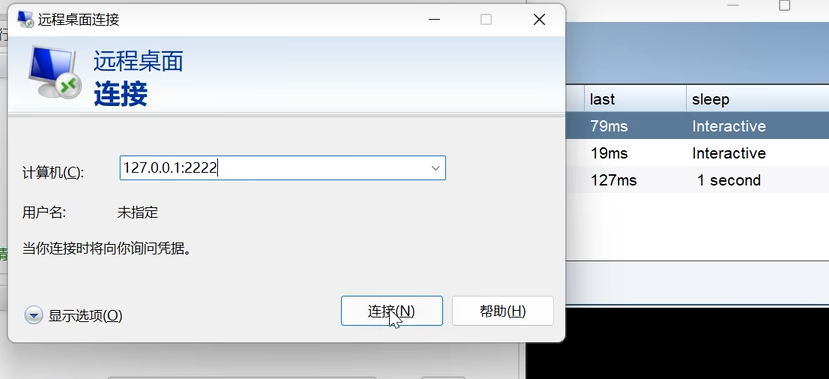 远程桌面连接
远程桌面
连接
计算机(C):
127.0.0.1:2222
用户名:
未指定
当你连接时将向你询问凭据。
显示选项(O)
连接(N)
帮助(H)
行
情
last
sleep
79ms
Interactive
19ms
Interactive
127ms
1 second